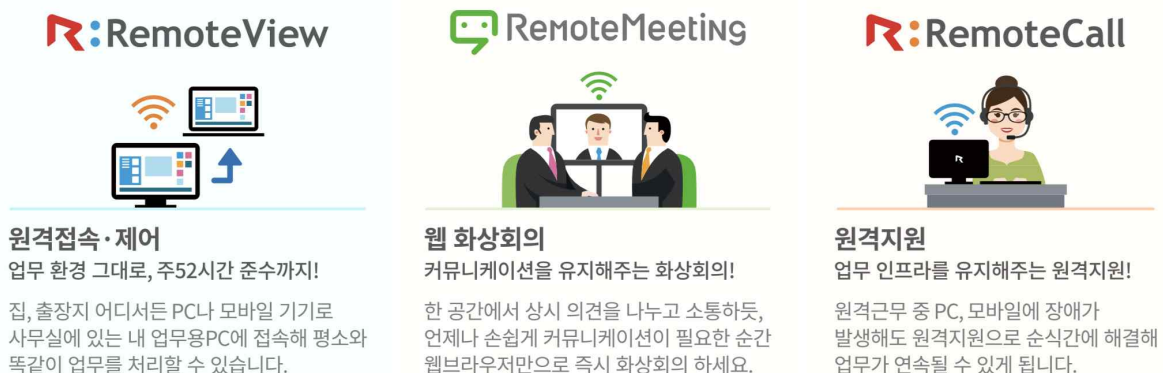 RemoteView
원격접속·제어
업무 환경 그대로, 주52시간 준수까지!
집, 출장지 어디서든 PC나 모바일 기기로
사무실에 있는 내 업무용PC에 접속해 평소와
똑같이 업무를 처리할 수 있습니다.
RemoteMeeting
웹 화상회의
커뮤니케이션을 유지해주는 화상회의!
한 공간에서 상시 의견을 나누고 소통하듯,
언제나 손쉽게 커뮤니케이션이 필요한 순간
웹브라우저만으로 즉시 화상회의 하세요.
RemoteCall
원격지원
업무 인프라를 유지해주는 원격지원!
원격근무 중 PC, 모바일에 장애가
발생해도 원격지원으로 순식간에 해결해
업무가 연속될 수 있게 됩니다.